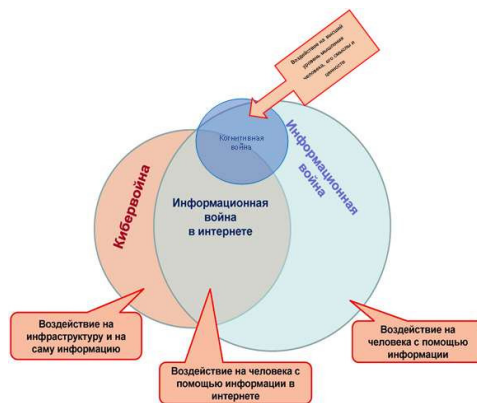 Воздействие на высший
уровень мышления
человека, его смыслы и
ценности
Когнитивная
война
Кибервойна
Информационная
война
Информационная
война
в интернете
Воздействие на
инфраструктуру и на
саму информацию
Воздействие на человека с
помощью информации в
интернете
Воздействие на
человека с помощью
информации